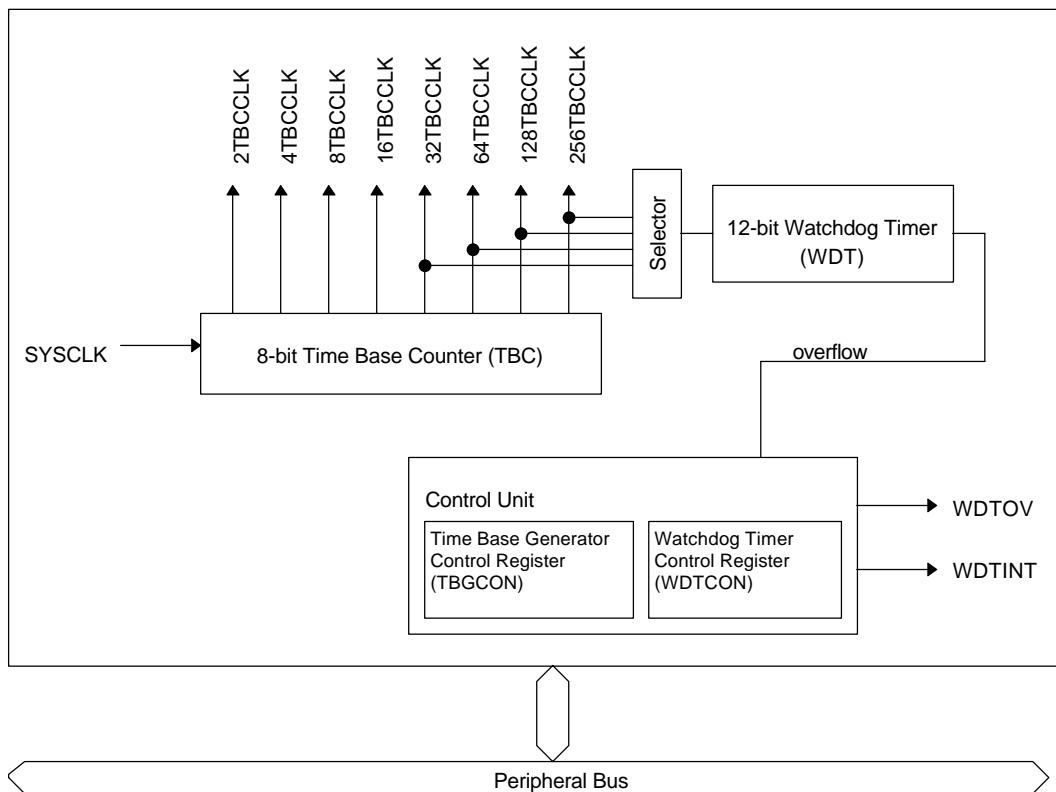 2TBCCLK
4TBCCLK
8TBCCLK
16TBCCLK
32TBCCLK
64TBCCLK
128TBCCLK
256TBCCLK
Selector
12-bit Watchdog Timer
(WDT)
SYSCLK
8-bit Time Base Counter (TBC)
overflow
Control Unit
Time Base Generator
Control Register
(TBGCON)
Watchdog Timer
Control Register
(WDTCON)
WDTOV
WDTINT
Peripheral Bus